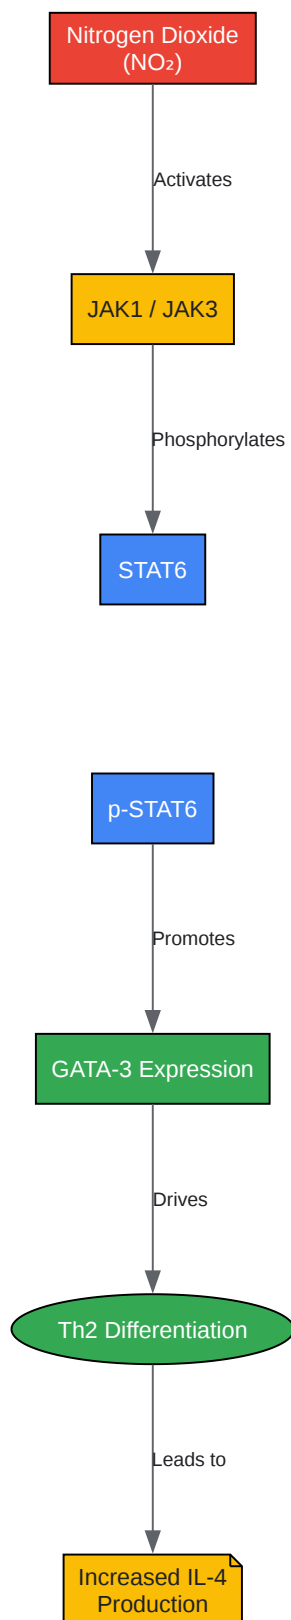 Nitrogen Dioxide
(NO₂)
Activates
JAK1 / JAK3
Phosphorylates
STAT6
p-STAT6
Promotes
GATA-3 Expression
Drives
Th2 Differentiation
Leads to
Increased IL-4
Production